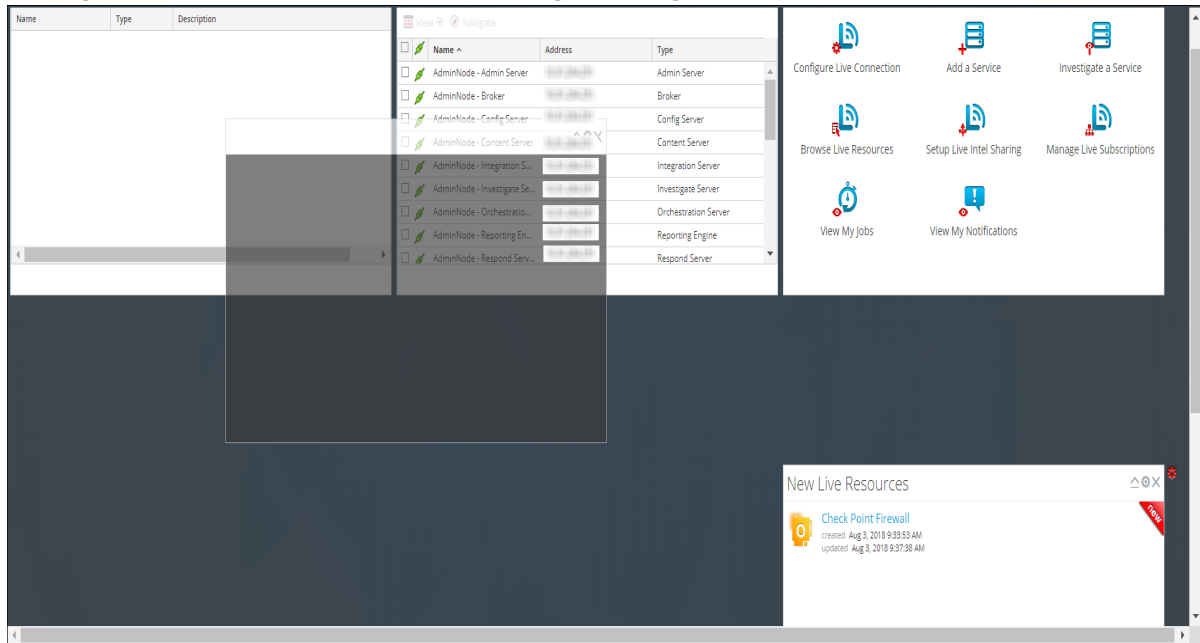 Name Type Description
View Navigate
Name Address Type
AdminNode - Admin Server Admin Server
AdminNode - Broker Broker
AdminNode - Config Server Config Server
AdminNode - Content Server Content Server
AdminNode - Integration S... Integration Server
AdminNode - Investigate Se... Investigate Server
AdminNode - Orchestratio... Orchestration Server
AdminNode - Reporting En... Reporting Engine
AdminNode - Respond Serv... Respond Server
Configure Live Connection Add a Service Investigate a Service
Browse Live Resources Setup Live Intel Sharing Manage Live Subscriptions
View My Jobs View My Notifications
New Live Resources
new
Check Point Firewall
created Aug 3, 2018 9:33:53 AM
updated Aug 3, 2018 9:37:38 AM